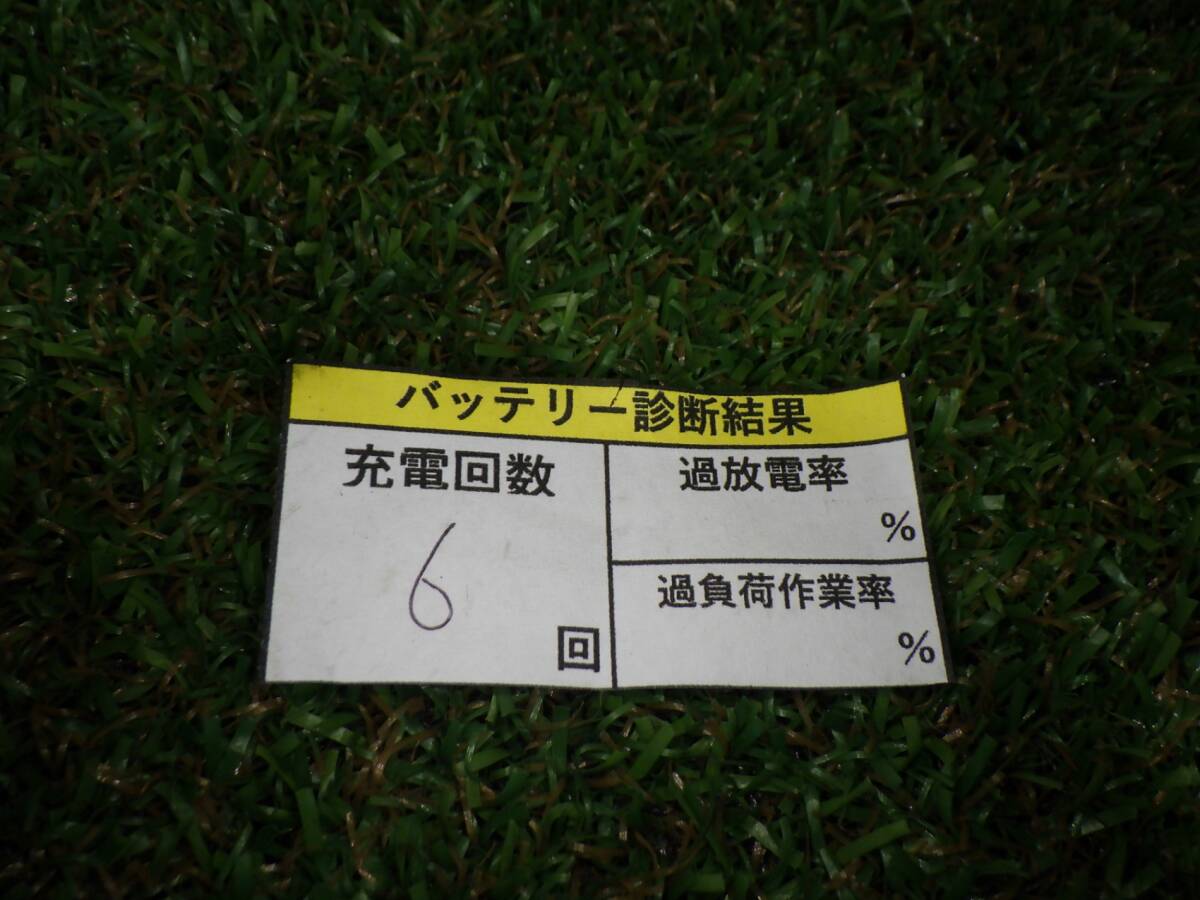 バッテリー診断結果
充電回数
6
回
過放電率
%
過負荷作業率
%